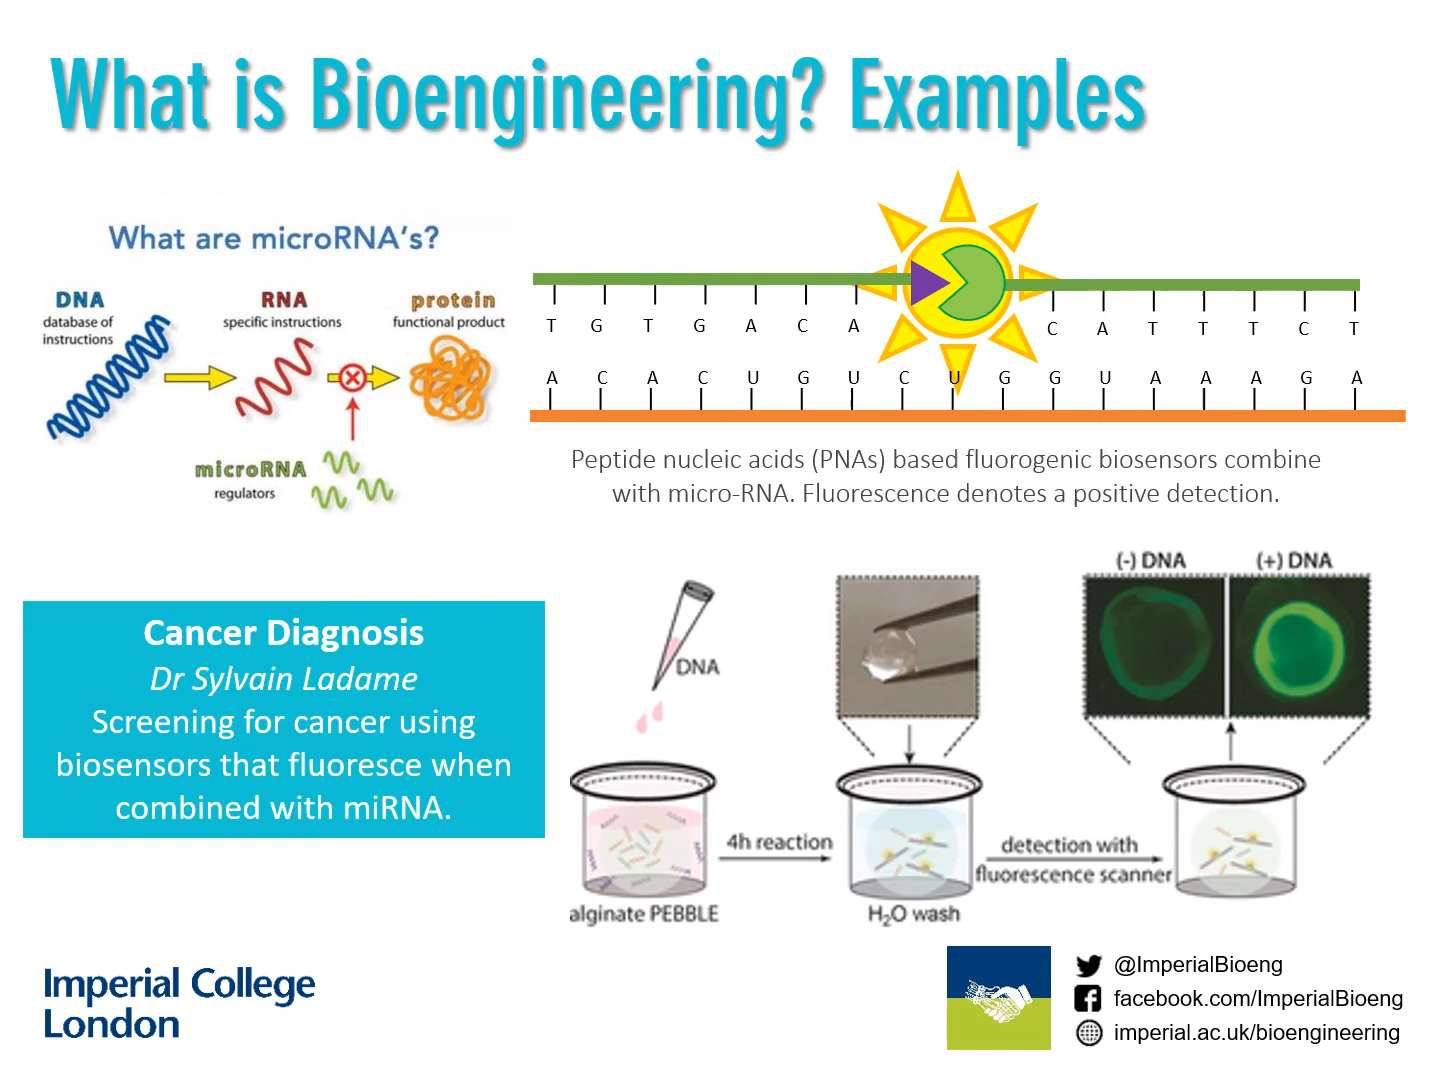 What is Bioengineering? Examples
What are microRNA's?
DNA
database of
instructions
RNA
specific instructions
protein
functional product
microRNA
regulators
T G T G A C A C A T T T C T
A C A C U G U C U G G U A A A G A
Peptide nucleic acids (PNAs) based fluorogenic biosensors combine
with micro-RNA. Fluorescence denotes a positive detection.
Cancer Diagnosis
Dr Sylvain Ladame
Screening for cancer using
biosensors that fluoresce when
combined with miRNA.
DNA
alginate PEBBLE
4h reaction
H₂O wash
detection with
fluorescence scanner
(-) DNA
(+) DNA
Imperial College
London
@ImperialBioeng
facebook.com/ImperialBioeng
imperial.ac.uk/bioengineering